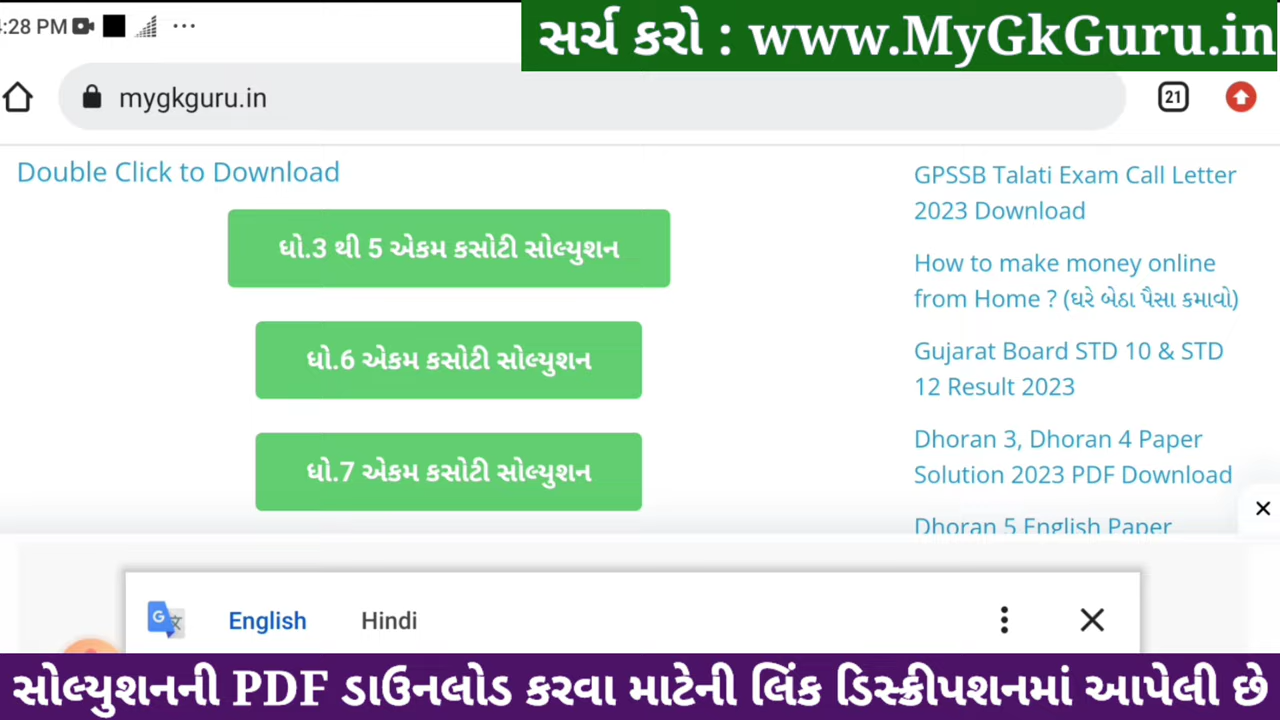 :28 PM
સર્ચ કરો : www.MyGkGuru.in
mygkguru.in
21
Double Click to Download
ધો.3 થી 5 એકમ કસોટી સોલ્યુશન
ધો.6 એકમ કસોટી સોલ્યુશન
ધો.7 એકમ કસોટી સોલ્યુશન
GPSSB Talati Exam Call Letter
2023 Download
How to make money online
from Home ? (ઘરે બેઠા પૈસા કમાવો)
Gujarat Board STD 10 & STD
12 Result 2023
Dhoran 3, Dhoran 4 Paper
Solution 2023 PDF Download
Dhoran 5 English Paper
English
Hindi
સોલ્યુશનની PDF ડાઉનલોડ કરવા માટેની લિંક ડિસ્ક્રીપશનમાં આપેલી છે